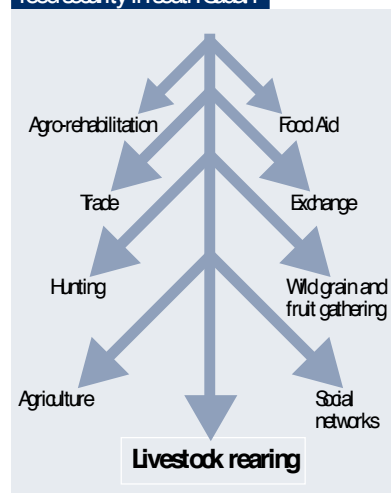 Agro-rehabilitation
Food Aid
Trade
Exchange
Hunting
Wild grain and
fruit gathering
Agriculture
Social
networks
Livestock rearing